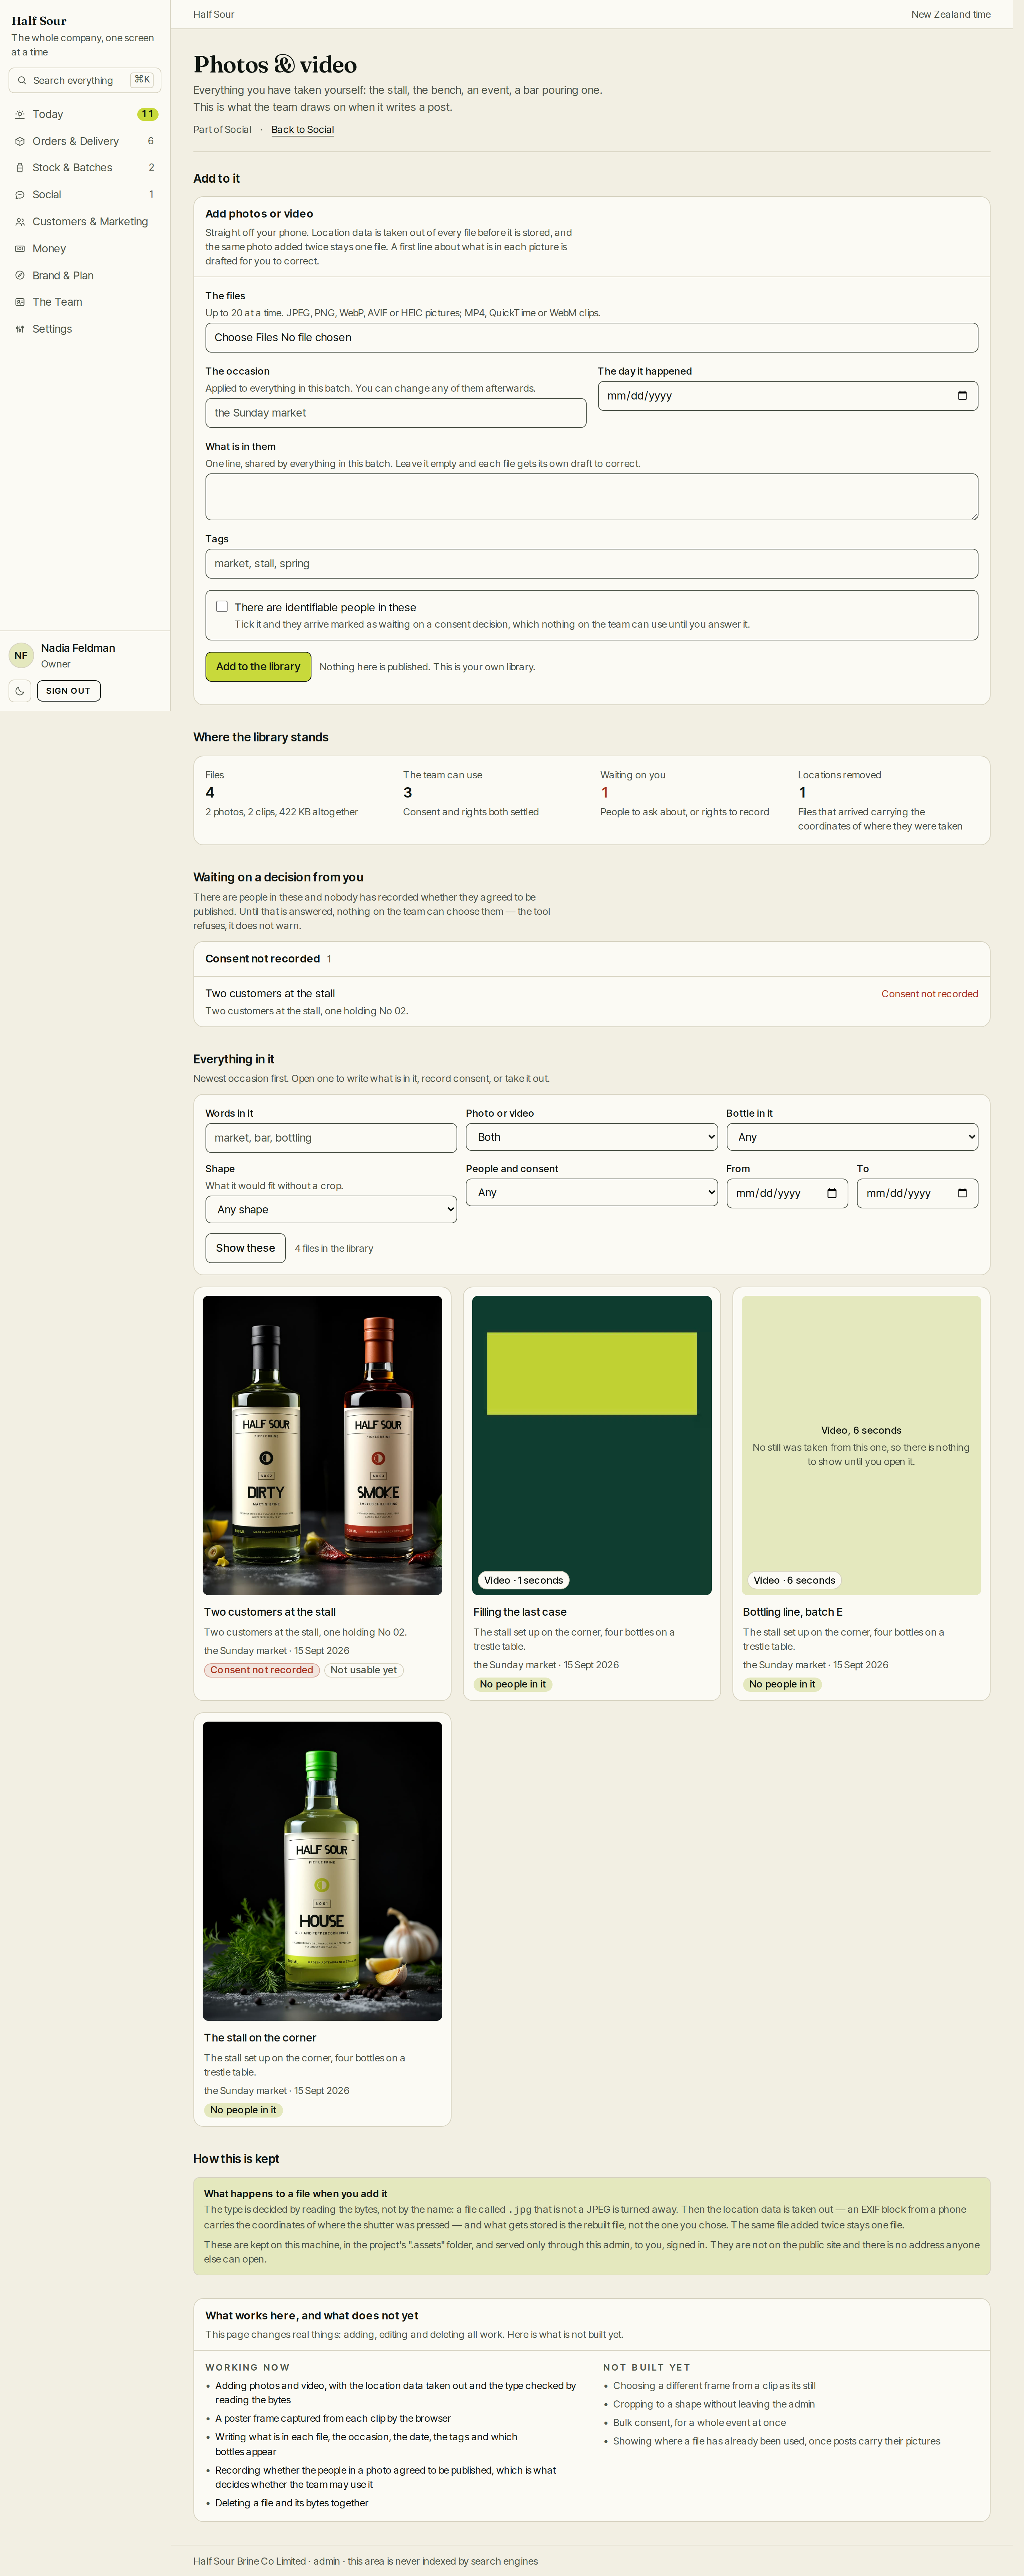 Half Sour
The whole company, one screen
at a time
Search everything ⌘K
Today 11
Orders & Delivery 6
Stock & Batches 2
Social 1
Customers & Marketing
Money
Brand & Plan
The Team
Settings
NF
Nadia Feldman
Owner
SIGN OUT
Half Sour
New Zealand time
Photos & video
Everything you have taken yourself: the stall, the bench, an event, a bar pouring one.
This is what the team draws on when it writes a post.
Part of Social · Back to Social
Add to it
Add photos or video
Straight off your phone. Location data is taken out of every file before it is stored, and
the same photo added twice stays one file. A first line about what is in each picture is
drafted for you to correct.
The files
Up to 20 at a time. JPEG, PNG, WebP, AVIF or HEIC pictures; MP4, QuickTime or WebM clips.
Choose Files No file chosen
The occasion
Applied to everything in this batch. You can change any of them afterwards.
the Sunday market
The day it happened
mm/dd/yyyy
What is in them
One line, shared by everything in this batch. Leave it empty and each file gets its own draft to correct.
Tags
market, stall, spring
There are identifiable people in these
Tick it and they arrive marked as waiting on a consent decision, which nothing on the team can use until you answer it.
Add to the library
Nothing here is published. This is your own library.
Where the library stands
Files
4
2 photos, 2 clips, 422 KB altogether
The team can use
3
Consent and rights both settled
Waiting on you
1
People to ask about, or rights to record
Locations removed
1
Files that arrived carrying the
coordinates of where they were taken
Waiting on a decision from you
There are people in these and nobody has recorded whether they agreed to be
published. Until that is answered, nothing on the team can choose them — the tool
refuses, it does not warn.
Consent not recorded 1
Two customers at the stall
Consent not recorded
Two customers at the stall, one holding No 02.
Everything in it
Newest occasion first. Open one to write what is in it, record consent, or take it out.
Words in it
market, bar, bottling
Photo or video
Both
Bottle in it
Any
Shape
What it would fit without a crop.
Any shape
People and consent
Any
From
mm/dd/yyyy
To
mm/dd/yyyy
Show these
4 files in the library
HALF SOUR
PICKLE BRINE
DIRTY
MARTINI BRINE
HALF SOUR
SMOKE
Two customers at the stall
Two customers at the stall, one holding No 02.
the Sunday market · 15 Sept 2026
Consent not recorded
Not usable yet
Video · 1 seconds
Filling the last case
The stall set up on the corner, four bottles on a
trestle table.
the Sunday market · 15 Sept 2026
No people in it
Video, 6 seconds
No still was taken from this one, so there is nothing
to show until you open it.
Video · 6 seconds
Bottling line, batch E
The stall set up on the corner, four bottles on a
trestle table.
the Sunday market · 15 Sept 2026
No people in it
HALF SOUR
PICKLE BRINE
NO 01
HOUSE
DILL AND PEPPERCORN BRINE
The stall on the corner
The stall set up on the corner, four bottles on a
trestle table.
the Sunday market · 15 Sept 2026
No people in it
How this is kept
What happens to a file when you add it
The type is decided by reading the bytes, not by the name: a file called .jpg that is not a JPEG is turned away. Then the location data is taken out — an EXIF block from a phone
carries the coordinates of where the shutter was pressed — and what gets stored is the rebuilt file, not the one you chose. The same file added twice stays one file.
These are kept on this machine, in the project's ".assets" folder, and served only through this admin, to you, signed in. They are not on the public site and there is no address anyone
else can open.
What works here, and what does not yet
This page changes real things: adding, editing and deleting all work. Here is what is not built yet.
WORKING NOW
• Adding photos and video, with the location data taken out and the type checked by
reading the bytes
• A poster frame captured from each clip by the browser
• Writing what is in each file, the occasion, the date, the tags and which
bottles appear
• Recording whether the people in a photo agreed to be published, which is what
decides whether the team may use it
• Deleting a file and its bytes together
NOT BUILT YET
• Choosing a different frame from a clip as its still
• Cropping to a shape without leaving the admin
• Bulk consent, for a whole event at once
• Showing where a file has already been used, once posts carry their pictures
Half Sour Brine Co Limited · admin · this area is never indexed by search engines